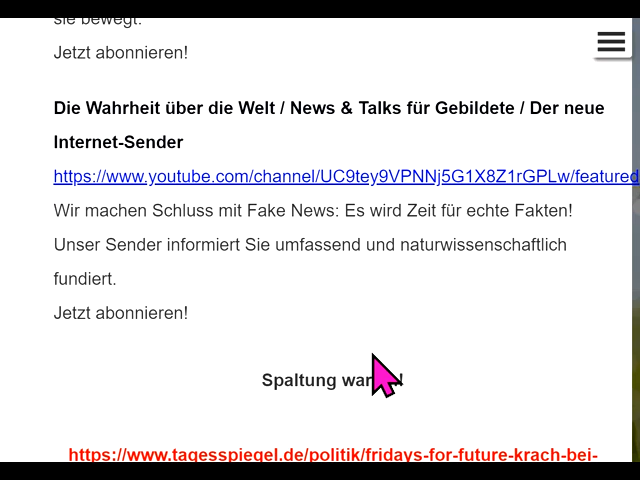 sie bewegt.
Jetzt abonnieren!
Die Wahrheit über die Welt / News & Talks für Gebildete / Der neue
Internet-Sender
https://www.youtube.com/channel/UC9tey9VPNNj5G1X8Z1rGPLw/featured
Wir machen Schluss mit Fake News: Es wird Zeit für echte Fakten!
Unser Sender informiert Sie umfassend und naturwissenschaftlich
fundiert.
Jetzt abonnieren!
Spaltung
https://www.tagesspiegel.de/politik/fridays-for-future-krach-bei-